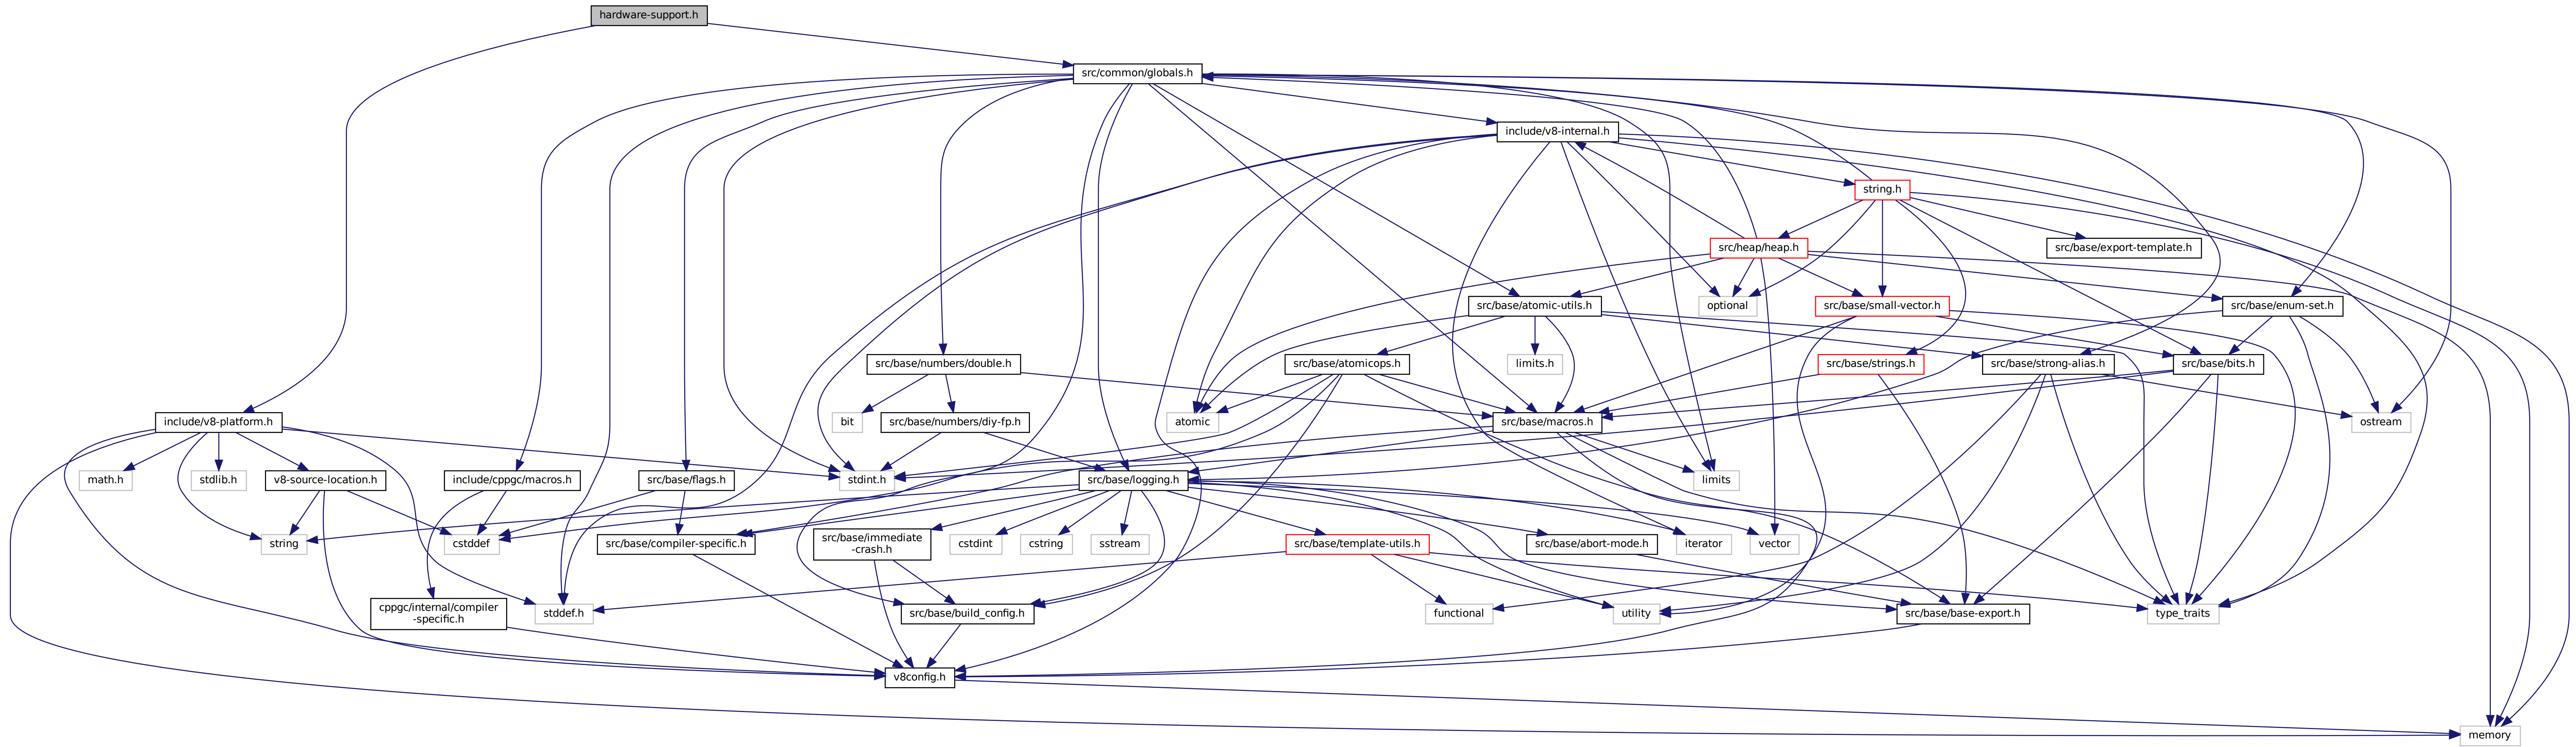 hardware-support.h
src/common/globals.h
include/v8-internal.h
string.h
src/heap/heap.h
src/base/export-template.h
src/base/atomic-utils.h
optional
src/base/small-vector.h
src/base/enum-set.h
src/base/numbers/double.h
src/base/atomicops.h
limits.h
src/base/strings.h
src/base/strong-alias.h
src/base/bits.h
include/v8-platform.h
bit
src/base/numbers/diy-fp.h
atomic
src/base/macros.h
ostream
math.h
stdlib.h
v8-source-location.h
include/cppgc/macros.h
src/base/flags.h
stdint.h
src/base/logging.h
limits
string
cstddef
src/base/compiler-specific.h
src/base/immediate
-crash.h
cstdint
cstring
sstream
src/base/template-utils.h
src/base/abort-mode.h
iterator
vector
cppgc/internal/compiler
-specific.h
stddef.h
src/base/build_config.h
functional
utility
src/base/base-export.h
type_traits
v8config.h
memory